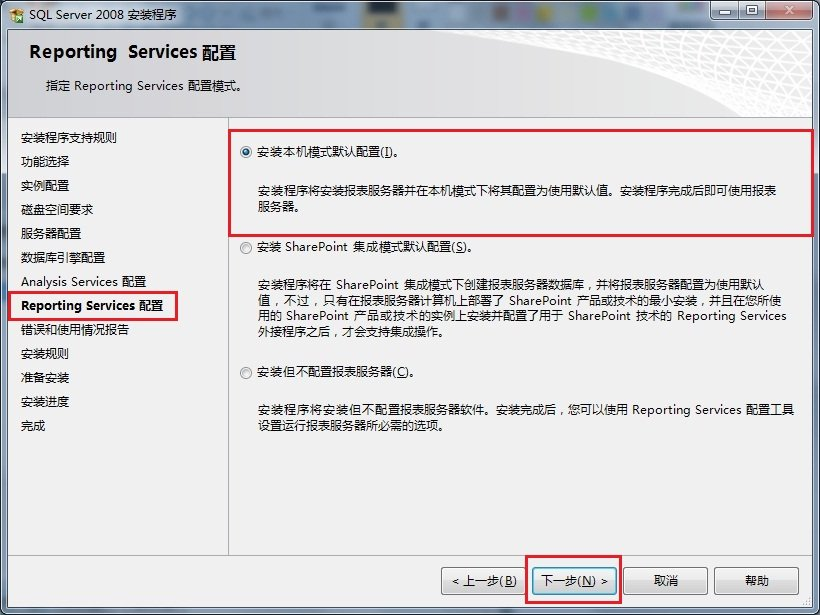 SQL Server 2008 安装程序
Reporting Services 配置
指定 Reporting Services 配置模式。
安装程序支持规则
功能选择
实例配置
磁盘空间要求
服务器配置
数据库引擎配置
Analysis Services 配置
Reporting Services 配置
错误和使用情况报告
安装规则
准备安装
安装进度
完成
安装本机模式默认配置(I)。
安装程序将安装报表服务器并在本机模式下将其配置为使用默认值。安装程序完成后即可使用报表
服务器。
安装 SharePoint 集成模式默认配置(S)。
安装程序将在 SharePoint 集成模式下创建报表服务器数据库，并将报表服务器配置为使用默认
值，不过，只有在报表服务器计算机上部署了 SharePoint 产品或技术的最小安装，并且在您所使
用的 SharePoint 产品或技术的实例上安装并配置了用于 SharePoint 技术的 Reporting Services
外接程序之后，才会支持集成操作。
安装但不配置报表服务器(C)。
安装程序将安装但不配置报表服务器软件。安装完成后，您可以使用 Reporting Services 配置工具
设置运行报表服务器所必需的选项。
< 上一步(B) 下一步(N) > 取消 帮助